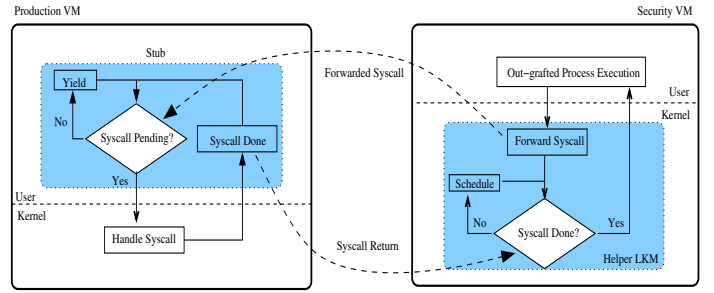 Production VM
Security VM
Stub
Yield
No
Syscall Pending?
Syscall Done
Yes
User
Kernel
Handle Syscall
Forwarded Syscall
Syscall Return
Out-grafted Process Execution
User
Kernel
Forward Syscall
Schedule
No
Yes
Syscall Done?
Helper LKM